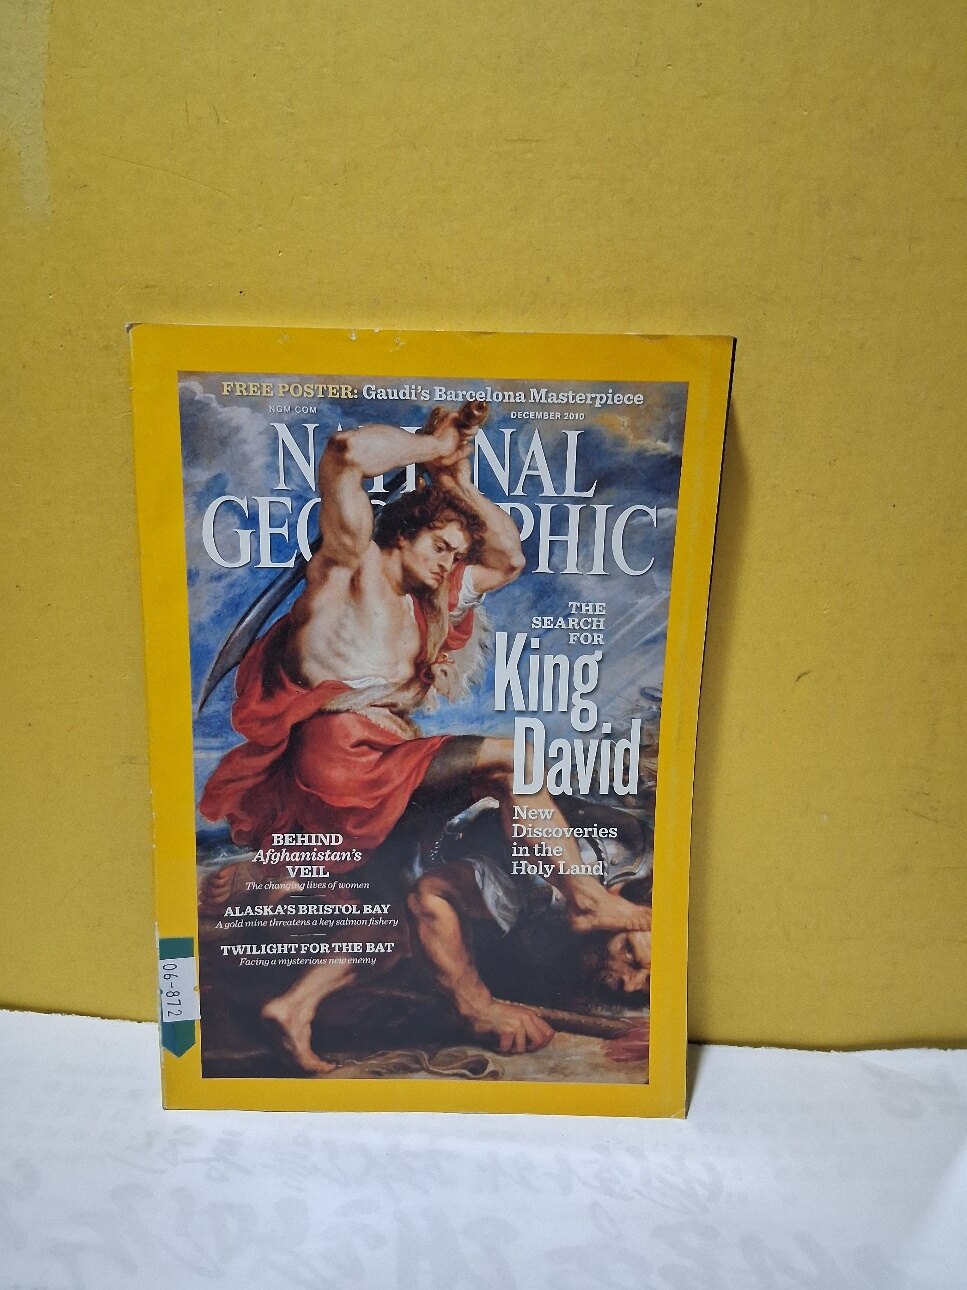 FREE POSTER: Gaudí's Barcelona Masterpiece
NGM.COM
DECEMBER 2010
NATIONAL
GEOGRAPHIC
THE
SEARCH
FOR
King
David
New
Discoveries
in the
Holy Land
BEHIND
Afghanistan's
VEIL
The changing lives of women
ALASKA'S BRISTOL BAY
A gold mine threatens a key salmon fishery
TWILIGHT FOR THE BAT
Facing a mysterious new enemy
06-872